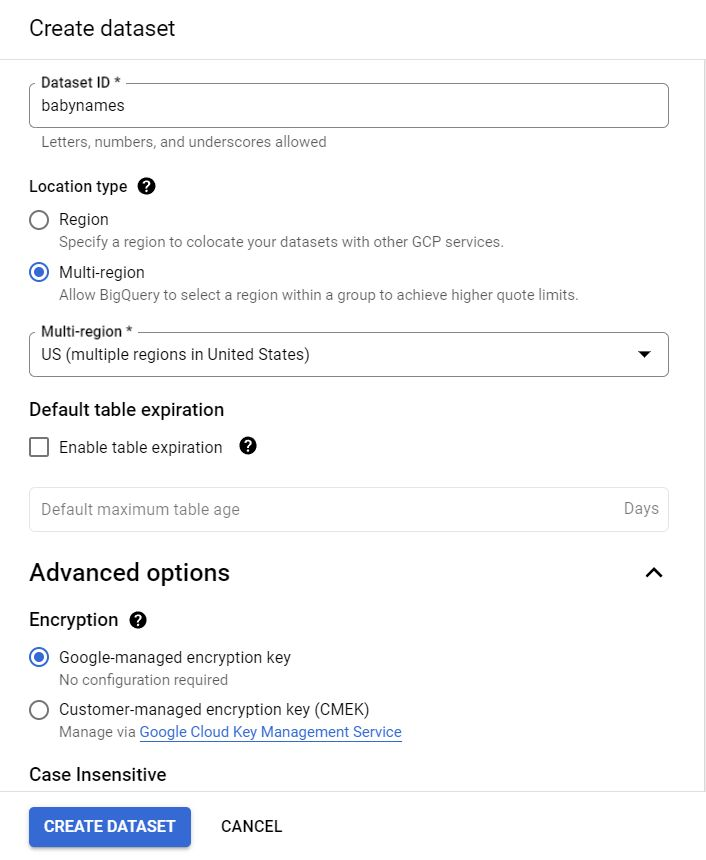 Create dataset
Dataset ID *
babynames
Letters, numbers, and underscores allowed
Location type ?
Region
Specify a region to colocate your datasets with other GCP services.
Multi-region
Allow BigQuery to select a region within a group to achieve higher quote limits.
Multi-region *
US (multiple regions in United States)
Default table expiration
Enable table expiration ?
Default maximum table age Days
Advanced options
Encryption ?
Google-managed encryption key
No configuration required
Customer-managed encryption key (CMEK)
Manage via Google Cloud Key Management Service
Case Insensitive
CREATE DATASET CANCEL